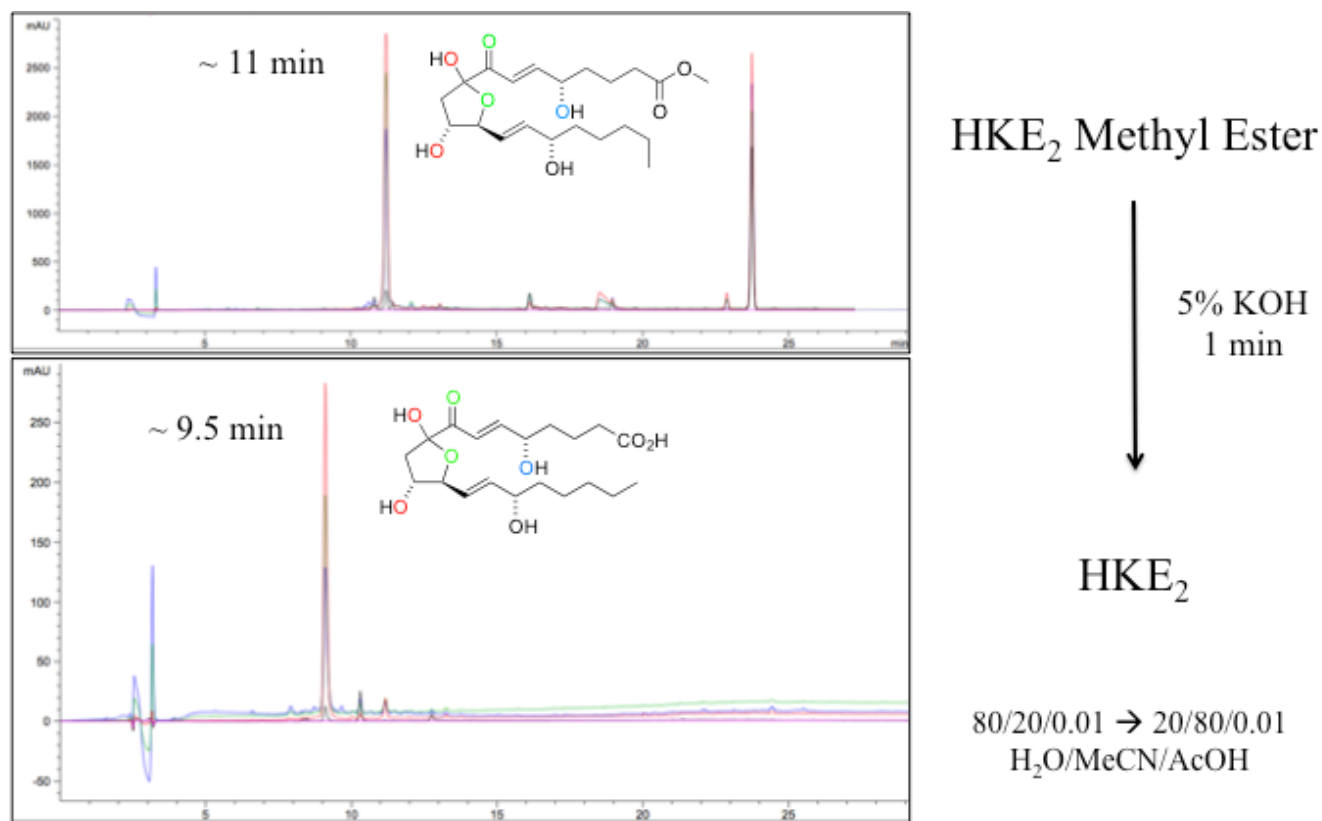 mAU
~ 11 min
2500
2000
1500
1000
500
0
5
10
15
20
25
min
HO
O
O
HO
OH
OH
O
O
HKE₂ Methyl Ester
5% KOH
1 min
mAU
~ 9.5 min
250
200
150
100
50
0
-50
5
10
15
20
25
HO
O
O
HO
OH
OH
CO₂H
HKE₂
80/20/0.01 → 20/80/0.01
H₂O/MeCN/AcOH